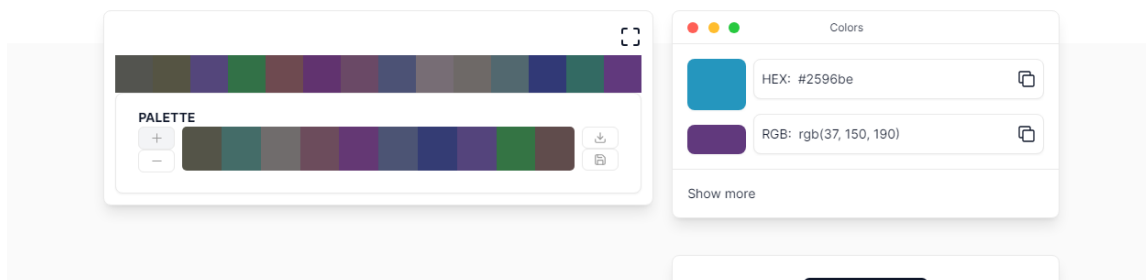 PALETTE
Colors
HEX: #2596be
RGB: rgb(37, 150, 190)
Show more